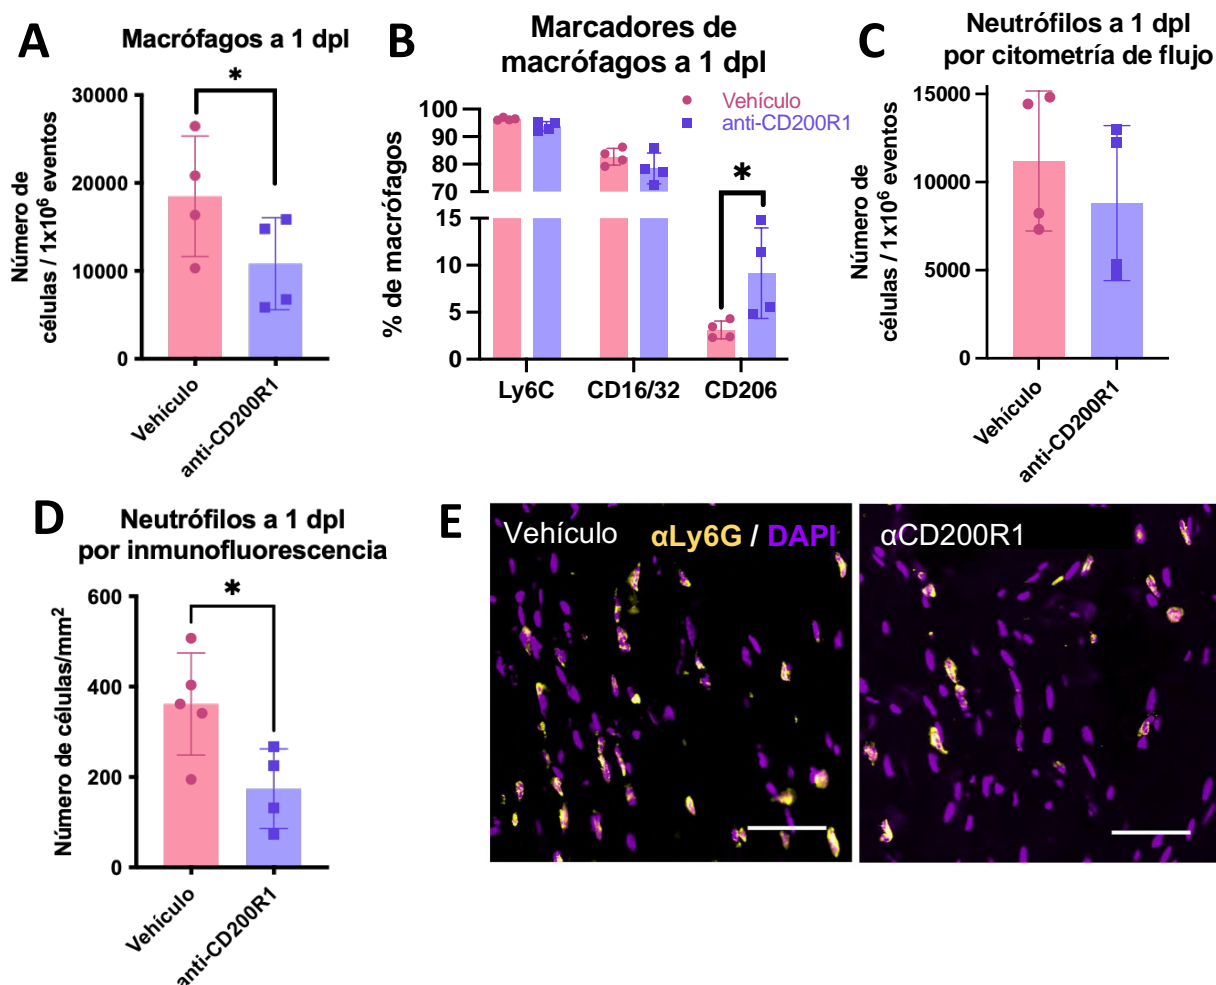 A
Macrófagos a 1 dpl
*
30000
20000
10000
0
Número de
células / 1x10⁶ eventos
Vehículo
anti-CD200R1
B
Marcadores de
macrófagos a 1 dpl
Vehículo
anti-CD200R1
*
100
90
80
70
15
10
5
0
% de macrófagos
Ly6C
CD16/32
CD206
C
Neutrófilos a 1 dpl
por citometría de flujo
15000
10000
5000
0
Número de
células / 1x10⁶ eventos
Vehículo
anti-CD200R1
D
Neutrófilos a 1 dpl
por inmunofluorescencia
*
600
400
200
0
Número de células/mm²
Vehículo
anti-CD200R1
E
Vehículo
αLy6G / DAPI
αCD200R1